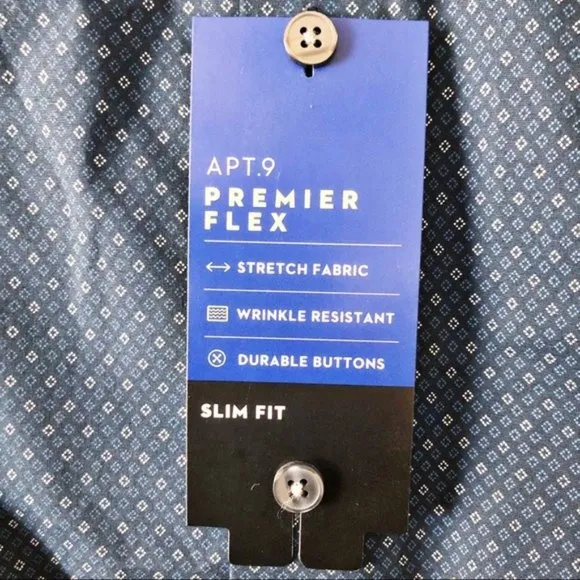 APT.9
PREMIER
FLEX
STRETCH FABRIC
WRINKLE RESISTANT
DURABLE BUTTONS
SLIM FIT